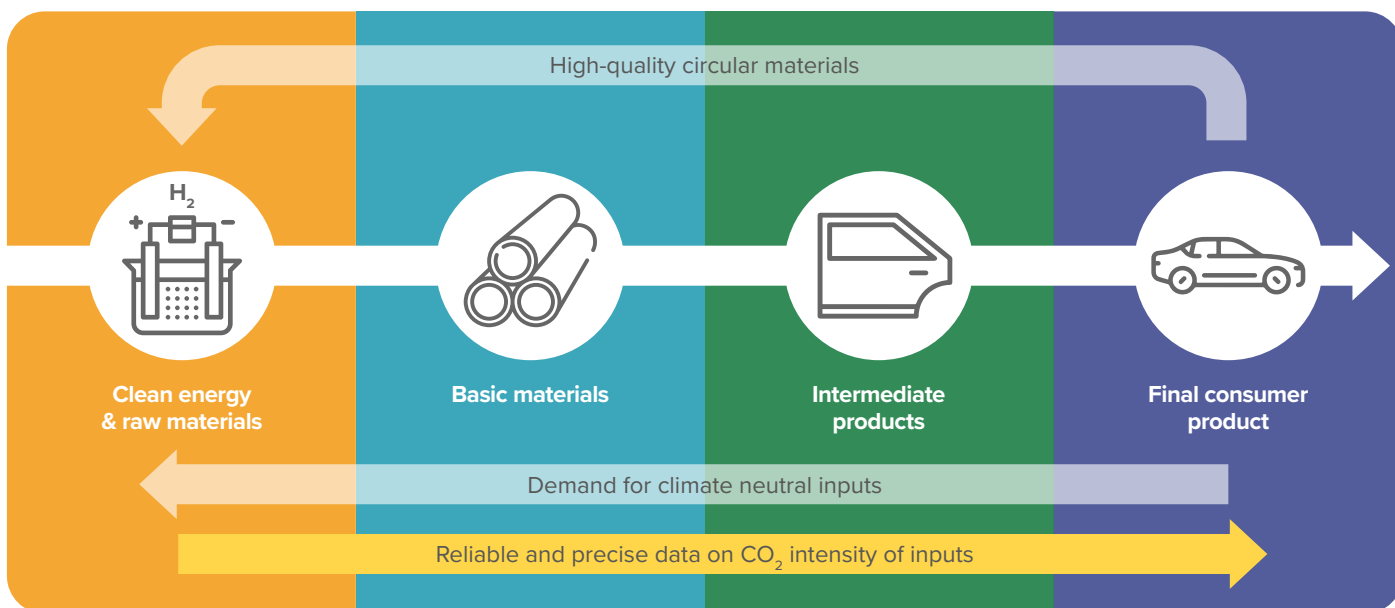 High-quality circular materials
H₂
+ −
Clean energy
& raw materials
Basic materials
Intermediate
products
Final consumer
product
Demand for climate neutral inputs
Reliable and precise data on CO₂ intensity of inputs